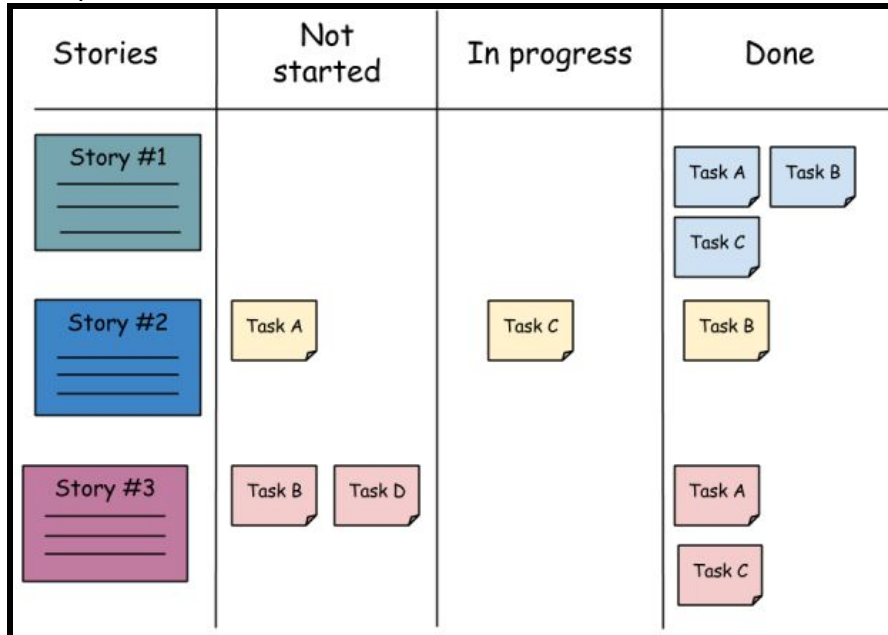 Stories
Not
started
In progress
Done
Story #1
Task A
Task B
Task C
Story #2
Task A
Task C
Task B
Story #3
Task B
Task D
Task A
Task C